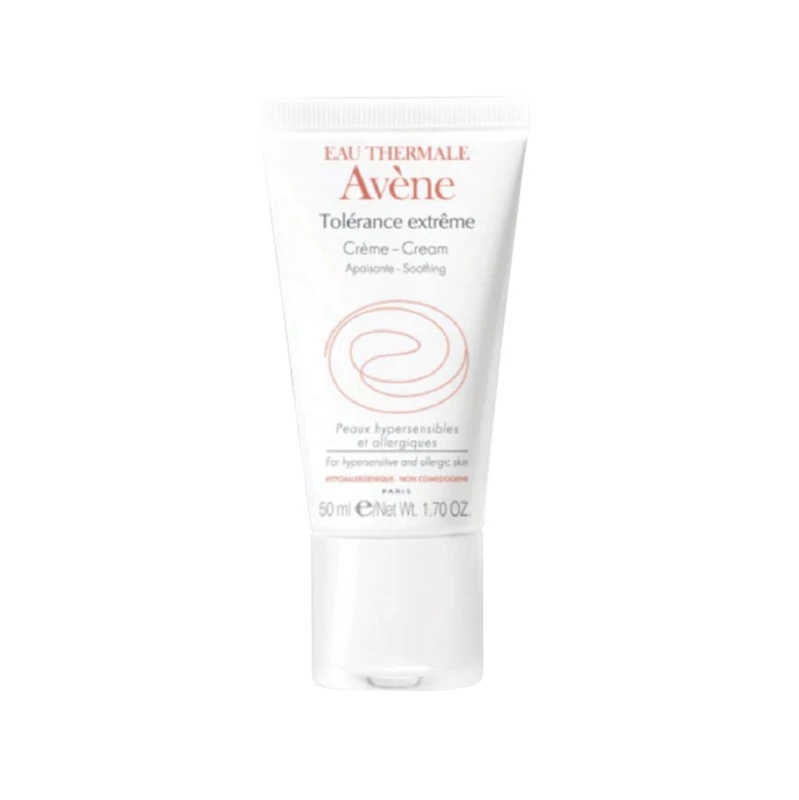 EAU THERMALE
Avène
Tolérance extrême
Crème – Cream
Apaisante - Soothing
Peaux hypersensibles
et allergiques
For hypersensitive and allergic skin
HYPOALLERGENIQUE - NON COMEDOGENE
PARIS
50 ml ℮/Net Wt. 1.70 OZ.